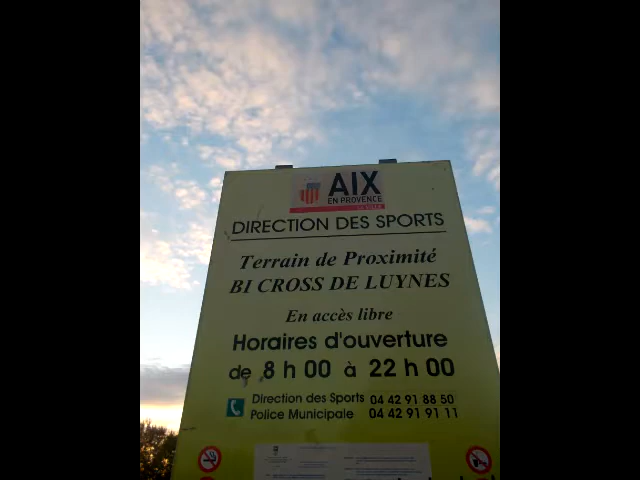 AIX
EN PROVENCE
LA VILLE
DIRECTION DES SPORTS
Terrain de Proximité
BI CROSS DE LUYNES
En accès libre
Horaires d'ouverture
de 8 h 00 à 22 h 00
Direction des Sports 04 42 91 88 50
Police Municipale 04 42 91 91 11